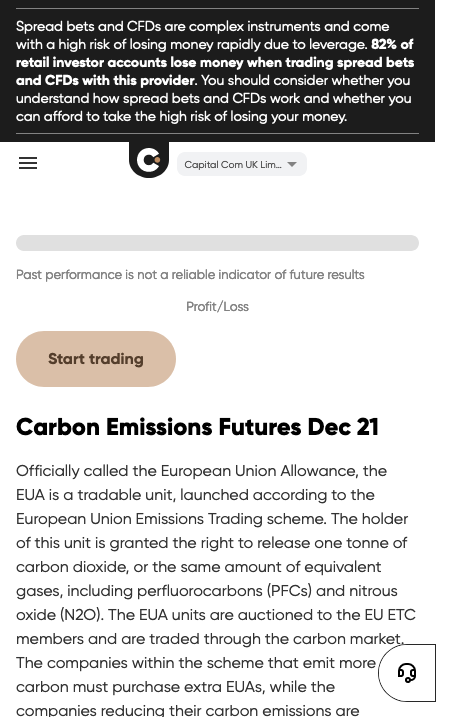 Spread bets and CFDs are complex instruments and come
with a high risk of losing money rapidly due to leverage. 82% of
retail investor accounts lose money when trading spread bets
and CFDs with this provider. You should consider whether you
understand how spread bets and CFDs work and whether you
can afford to take the high risk of losing your money.
Capital Com UK Lim...
Past performance is not a reliable indicator of future results
Profit/Loss
Start trading
Carbon Emissions Futures Dec 21
Officially called the European Union Allowance, the
EUA is a tradable unit, launched according to the
European Union Emissions Trading scheme. The holder
of this unit is granted the right to release one tonne of
carbon dioxide, or the same amount of equivalent
gases, including perfluorocarbons (PFCs) and nitrous
oxide (N2O). The EUA units are auctioned to the EU ETC
members and are traded through the carbon market.
The companies within the scheme that emit more
carbon must purchase extra EUAs, while the
companies reducing their carbon emissions are